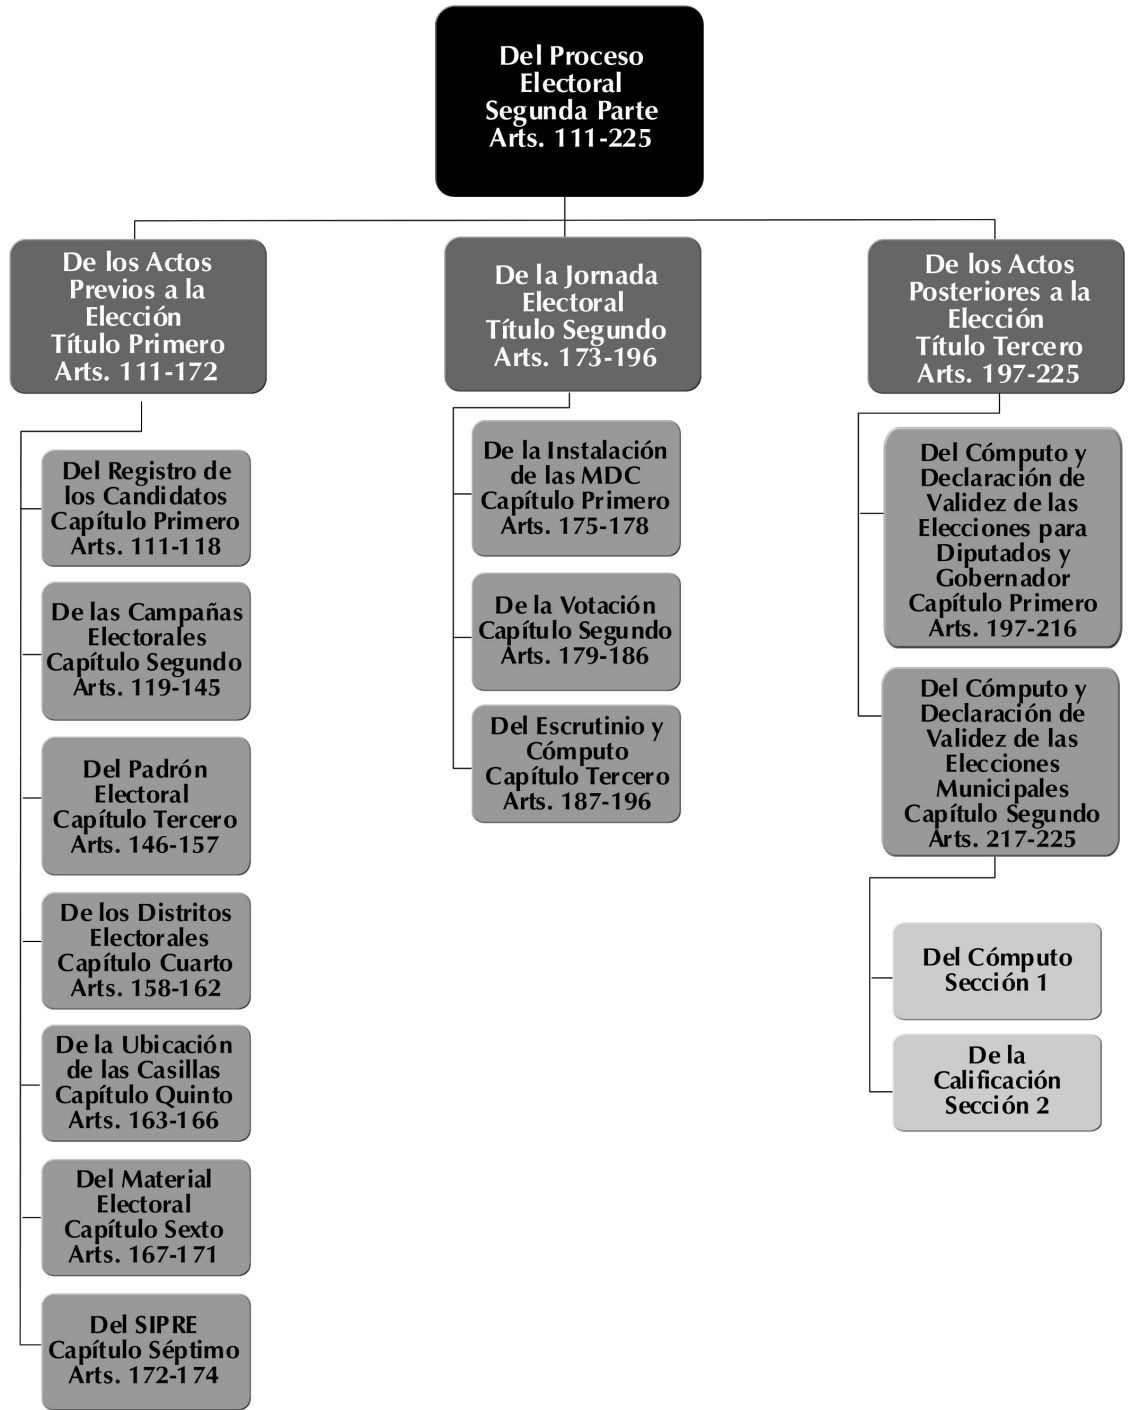 Del Proceso
Electoral
Segunda Parte
Arts. 111-225
De los Actos
Previos a la
Elección
Título Primero
Arts. 111-172
Del Registro de
los Candidatos
Capítulo Primero
Arts. 111-118
De las Campañas
Electorales
Capítulo Segundo
Arts. 119-145
Del Padrón
Electoral
Capítulo Tercero
Arts. 146-157
De los Distritos
Electorales
Capítulo Cuarto
Arts. 158-162
De la Ubicación
de las Casillas
Capítulo Quinto
Arts. 163-166
Del Material
Electoral
Capítulo Sexto
Arts. 167-171
Del SIPRE
Capítulo Séptimo
Arts. 172-174
De la Jornada
Electoral
Título Segundo
Arts. 173-196
De la Instalación
de las MDC
Capítulo Primero
Arts. 175-178
De la Votación
Capítulo Segundo
Arts. 179-186
Del Escrutinio y
Cómputo
Capítulo Tercero
Arts. 187-196
De los Actos
Posteriores a la
Elección
Título Tercero
Arts. 197-225
Del Cómputo y
Declaración de
Validez de las
Elecciones para
Diputados y
Gobernador
Capítulo Primero
Arts. 197-216
Del Cómputo y
Declaración de
Validez de las
Elecciones
Municipales
Capítulo Segundo
Arts. 217-225
Del Cómputo
Sección 1
De la
Calificación
Sección 2